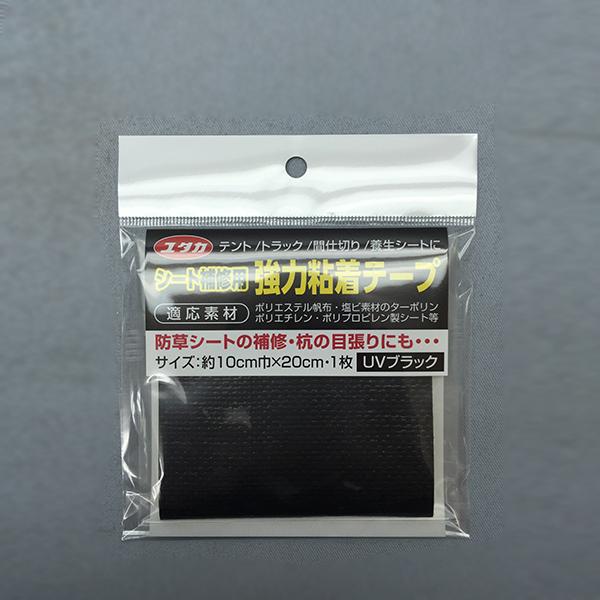 ユタカ
テント/トラック/間仕切り/養生シートに
シート補修用 強力粘着テープ
適応素材
ポリエステル帆布・塩ビ素材のターポリン
ポリエチレン・ポリプロピレン製シート等
防草シートの補修・杭の目張りにも・・・
サイズ:約10cm巾×20cm・1枚 UVブラック